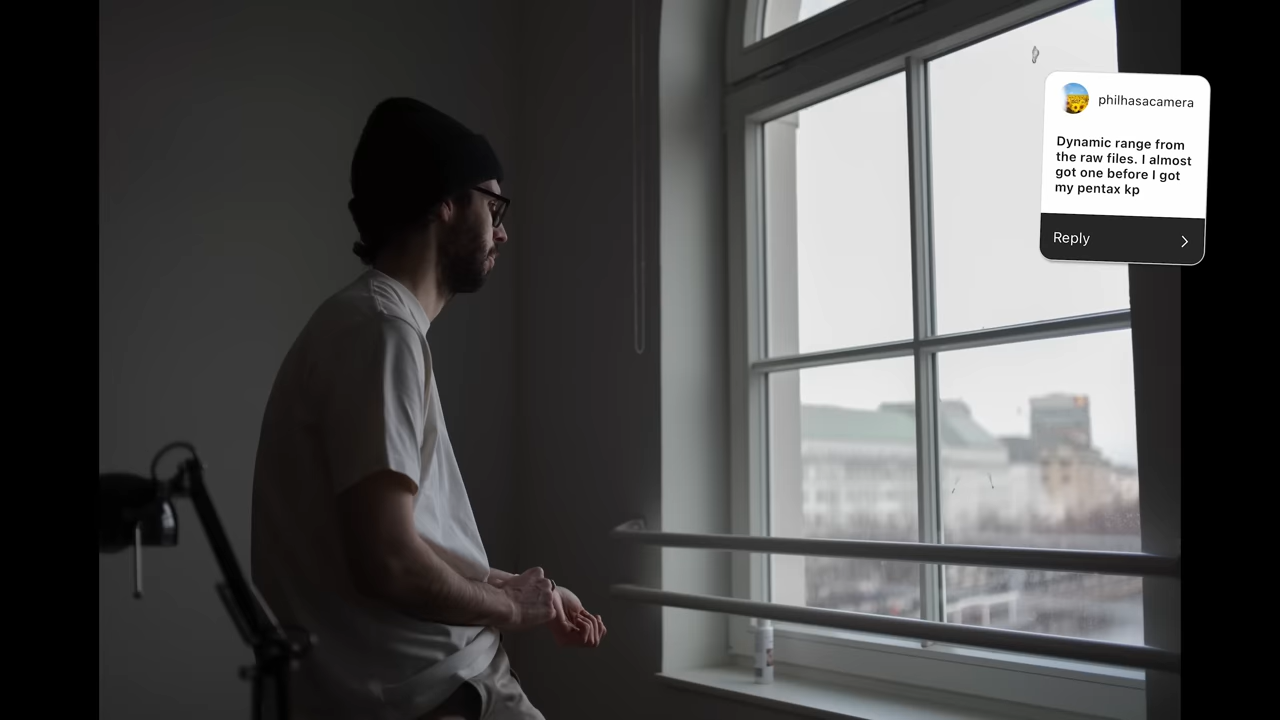 philhasacamera
Dynamic range from
the raw files. I almost
got one before I got
my pentax kp
Reply